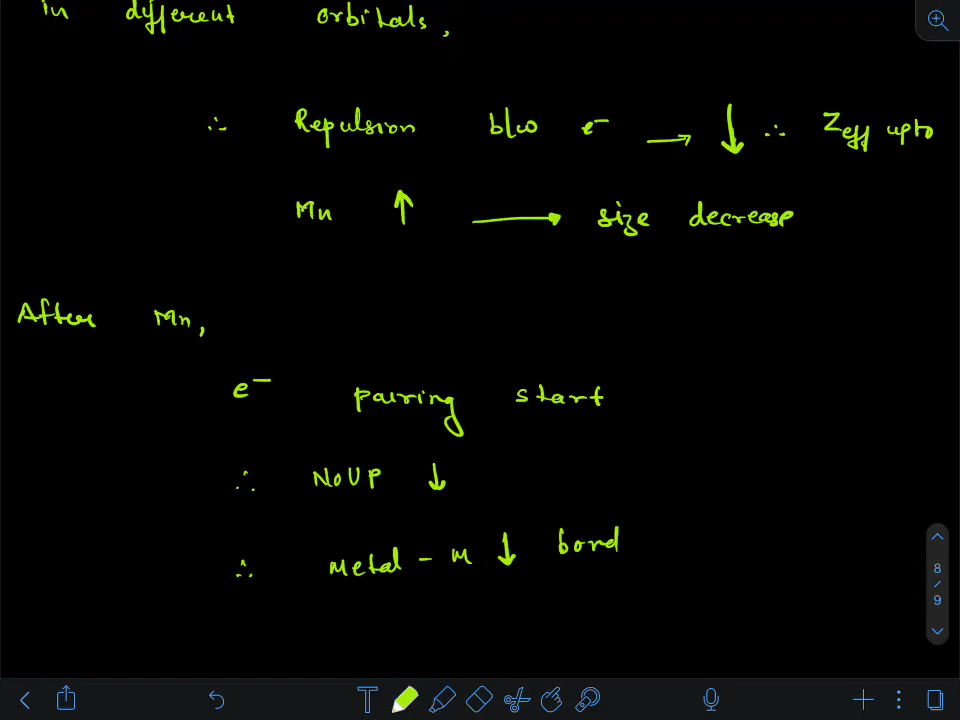 in different orbitals,
∴ Repulsion b/w e⁻ → ↓ ∴ Zeff upto
Mn ↑ → size decrease
After Mn,
e⁻ pairing start
∴ NoUP ↓
∴ Metal - M ↓ bond
8
/
9